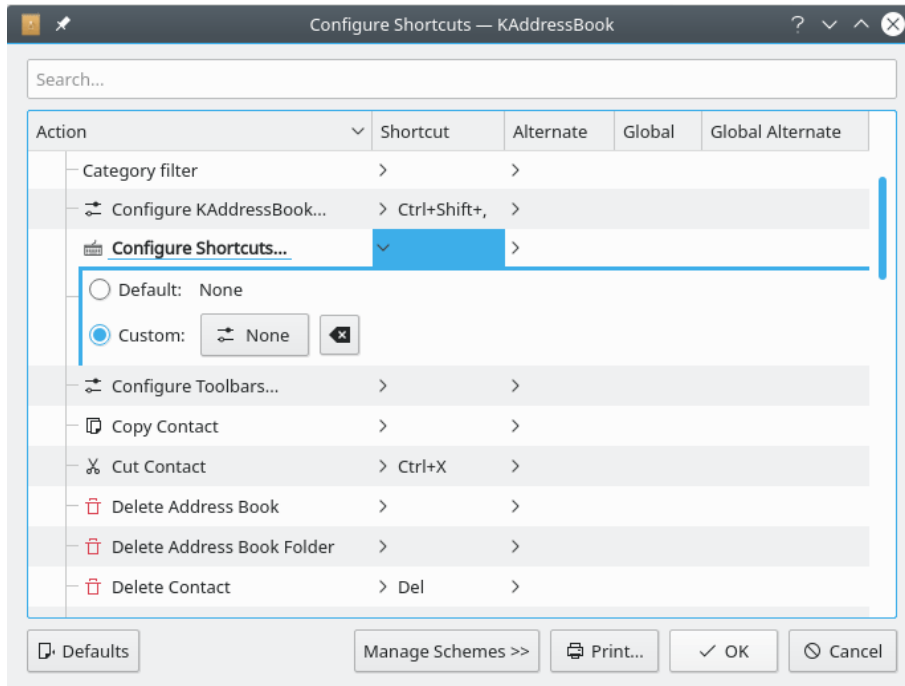 Configure Shortcuts — KAddressBook
Search...
Action Shortcut Alternate Global Global Alternate
Category filter
Configure KAddressBook... Ctrl+Shift+,
Configure Shortcuts...
Default: None
Custom: None
Configure Toolbars...
Copy Contact
Cut Contact Ctrl+X
Delete Address Book
Delete Address Book Folder
Delete Contact Del
Defaults Manage Schemes >> Print... OK Cancel